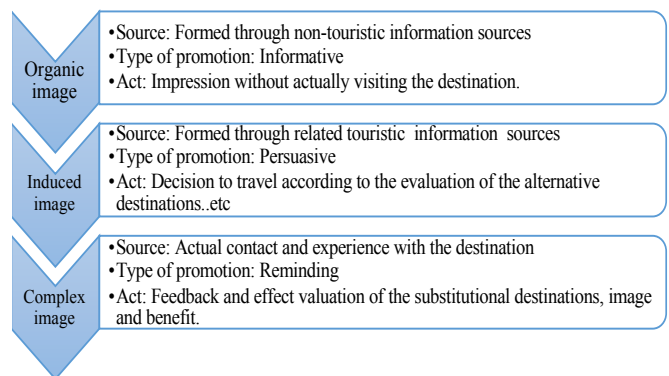 Organic
image
•Source: Formed through non-touristic information sources
•Type of promotion: Informative
•Act: Impression without actually visiting the destination.
Induced
image
•Source: Formed through related touristic information sources
•Type of promotion: Persuasive
•Act: Decision to travel according to the evaluation of the alternative
destinations..etc
Complex
image
•Source: Actual contact and experience with the destination
•Type of promotion: Reminding
•Act: Feedback and effect valuation of the substitutional destinations, image
and benefit.